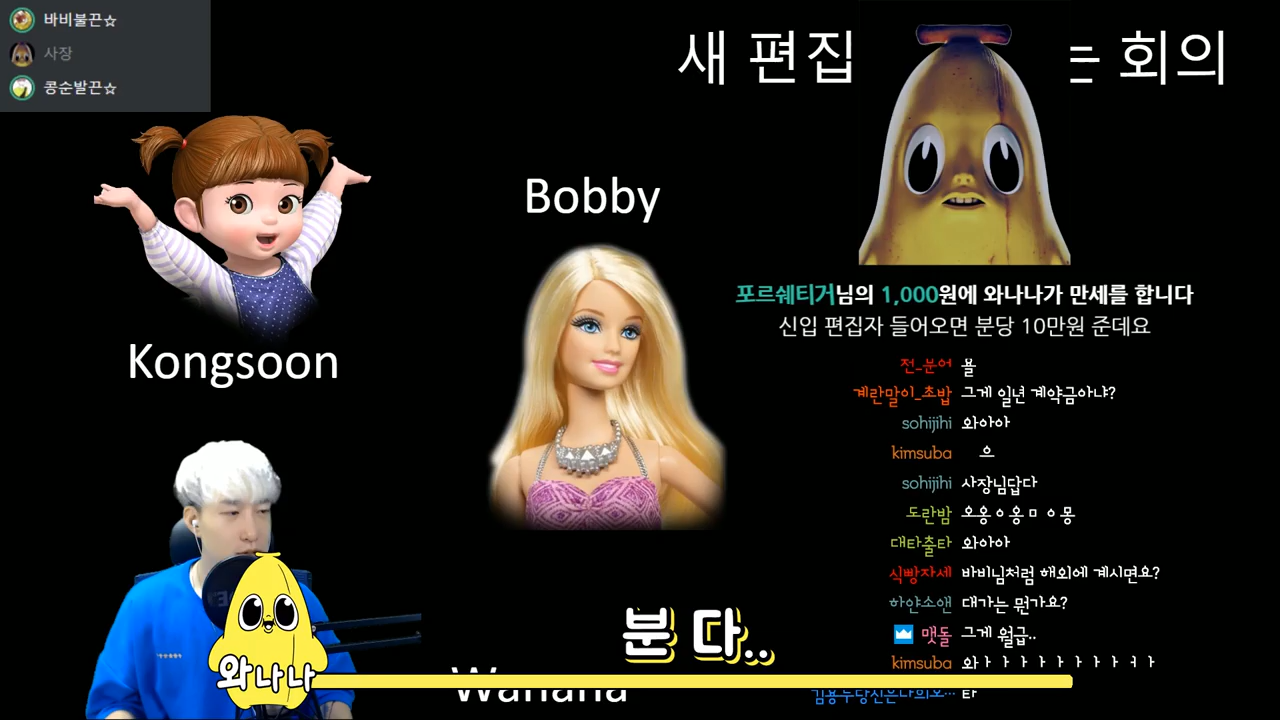 바비불끈☆
사장
콩순발끈☆
새 편집
회의
Bobby
Kongsoon
포르쉐티거님의 1,000원에 와나나가 만세를 합니다
신입 편집자 들어오면 분당 10만원 준데요
전_분어 욜
계란말이_초밥 그게 일년 계약금아냐?
sohijihi 와아아
kimsuba 으
sohijihi 사장님답다
도란밤 오옹ㅇ옹ㅁㅇ몽
대타출타 와아아
식빵자세 바비님처럼 해외에 계시면요?
하얀소앤 대가는 뭔가요?
맷돌 그게 월급..
kimsuba 와ㅏㅏㅏㅏㅏㅏㅏㅏㅕㅏ
분 다..
와나나
Wanana